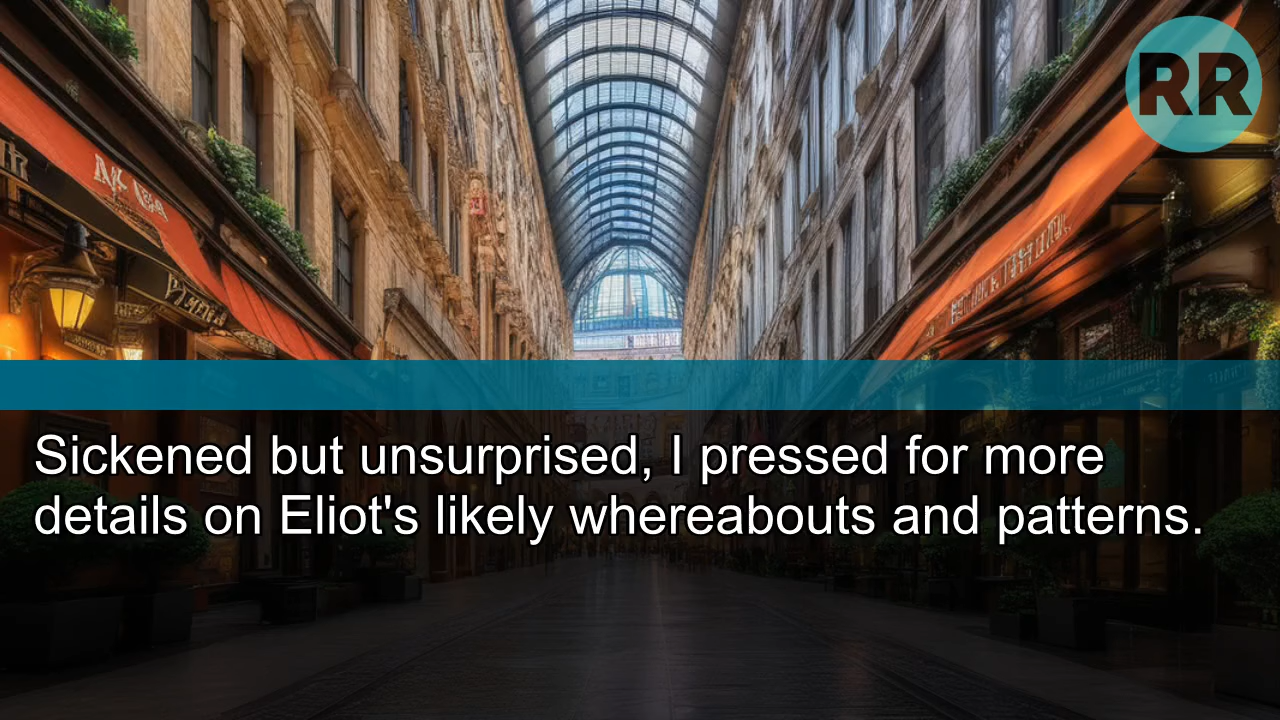 RR
Sickened but unsurprised, I pressed for more
details on Eliot's likely whereabouts and patterns.